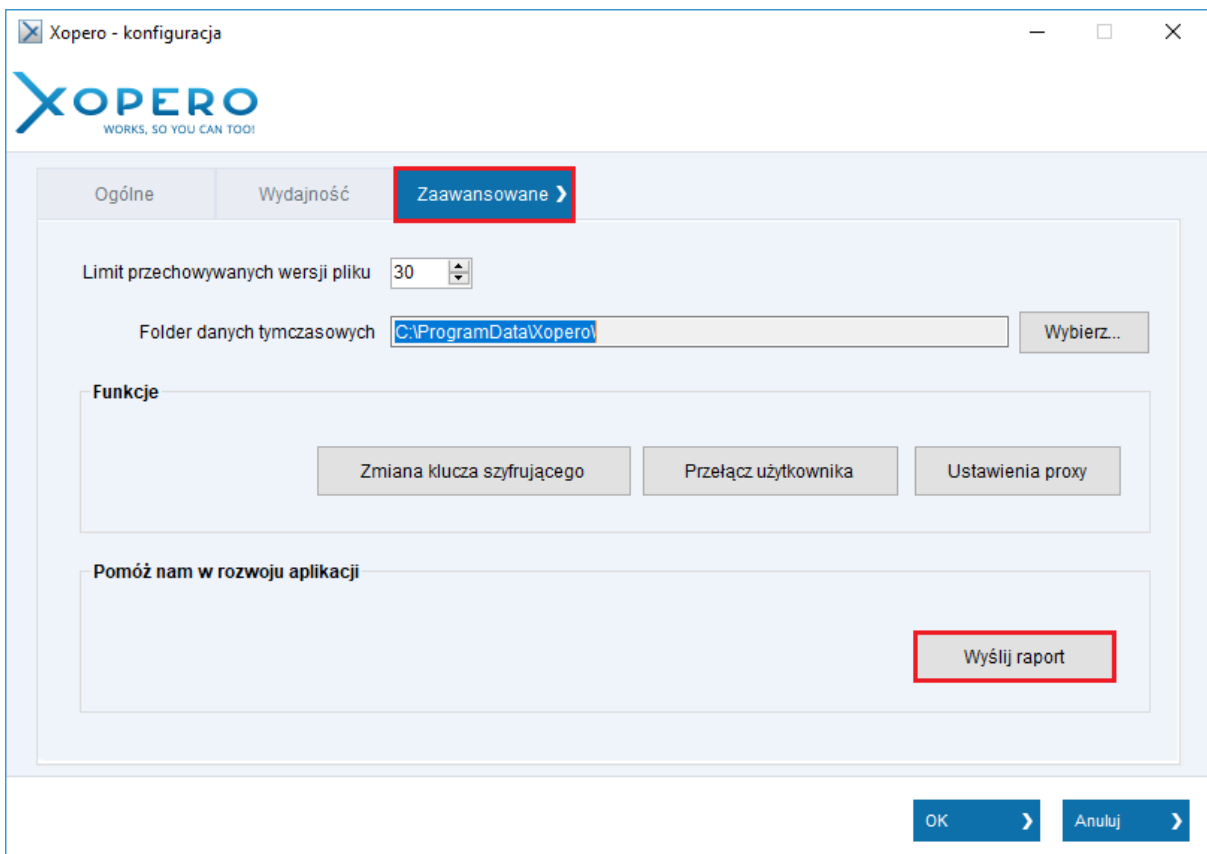 Xopero - konfiguracja
XOPERO
WORKS, SO YOU CAN TOO!
Ogólne Wydajność Zaawansowane
Limit przechowywanych wersji pliku 30
Folder danych tymczasowych C:\ProgramData\Xopero\ Wybierz...
Funkcje
Zmiana klucza szyfrującego Przełącz użytkownika Ustawienia proxy
Pomóż nam w rozwoju aplikacji
Wyślij raport
OK Anuluj